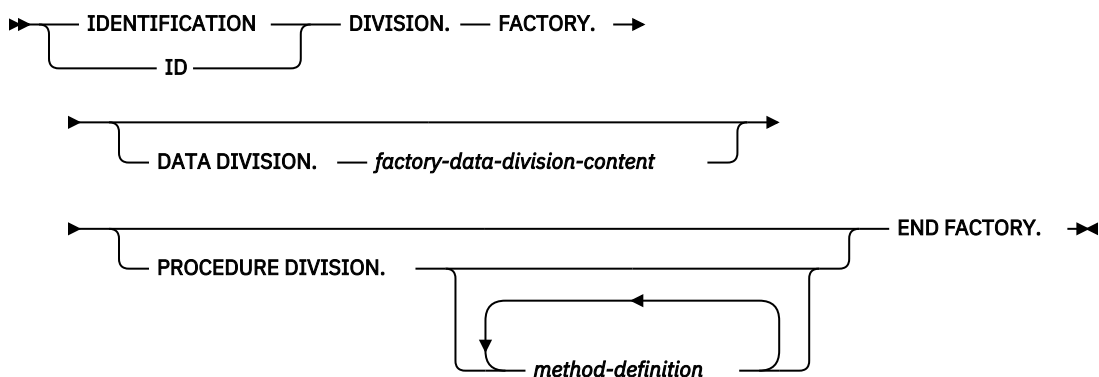 IDENTIFICATION DIVISION. FACTORY.
ID
DATA DIVISION. factory-data-division-content
END FACTORY.
PROCEDURE DIVISION.
method-definition